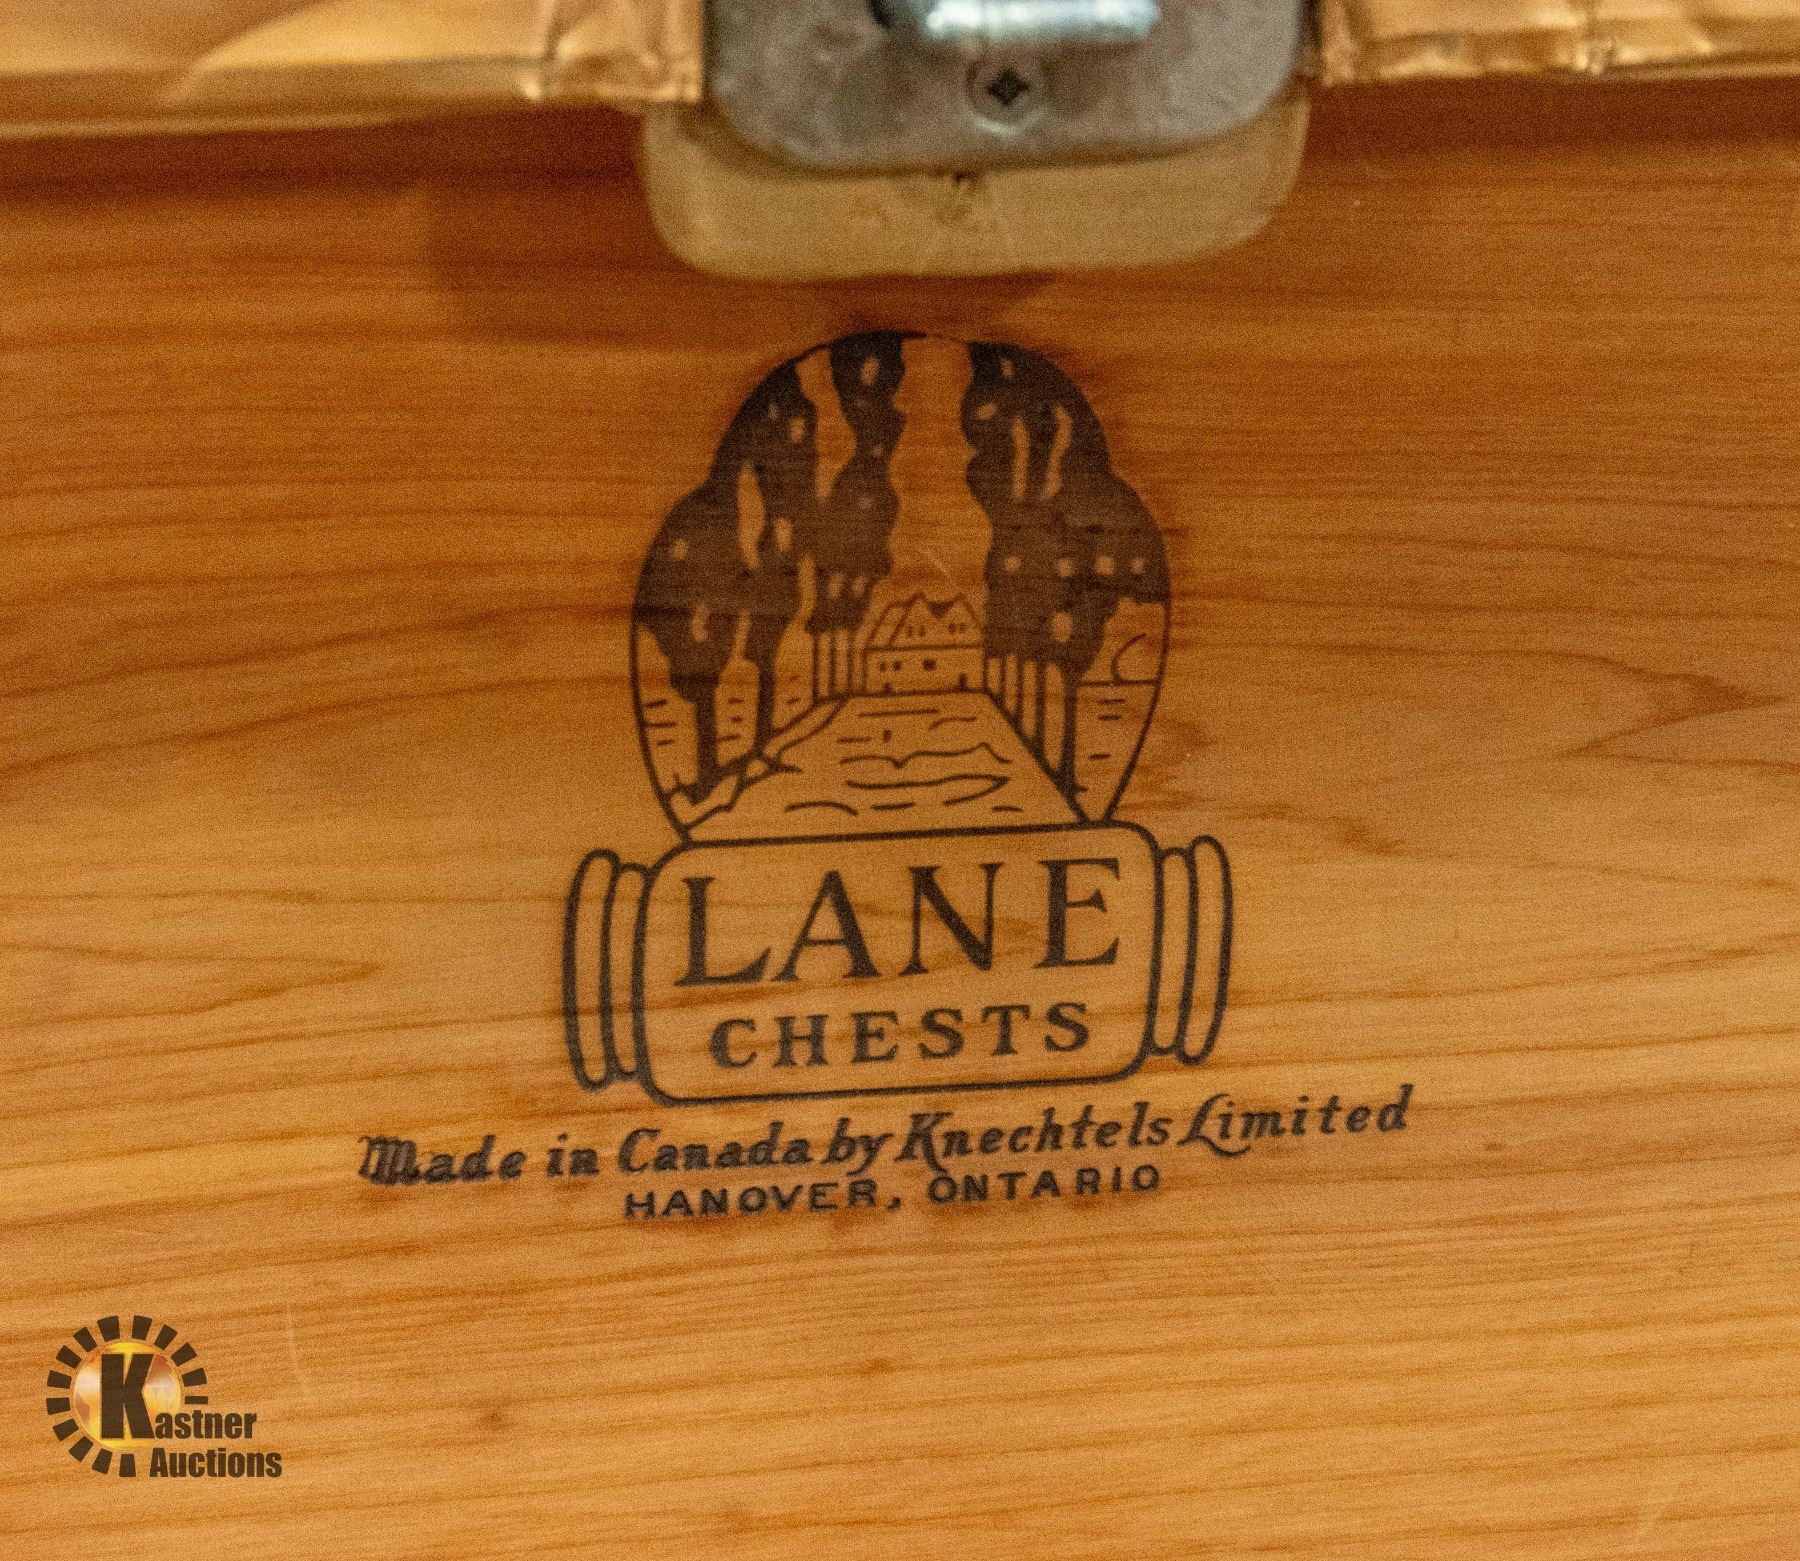 LANE
CHESTS
Made in Canada by Knechtels Limited
HANOVER, ONTARIO
Kastner
Auctions